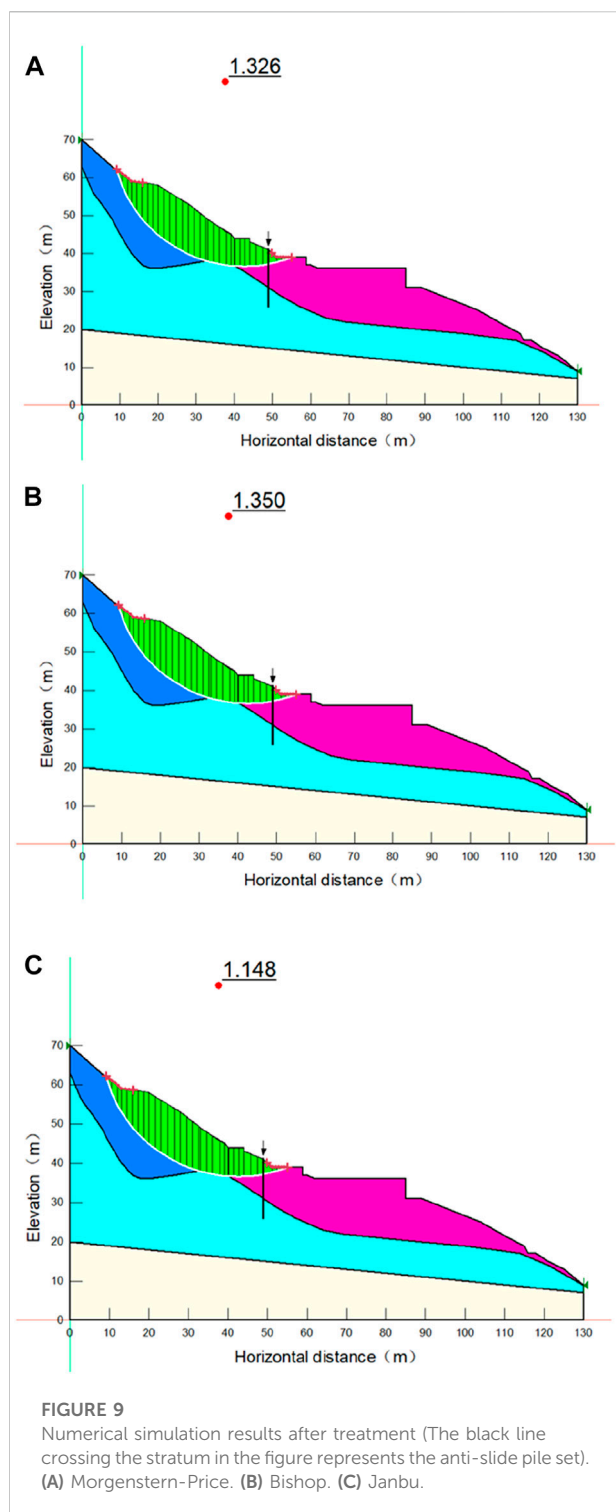 A
1.326
70
60
50
40
30
20
10
0
Elevation（m）
0 10 20 30 40 50 60 70 80 90 100 110 120 130
Horizontal distance（m）
B
1.350
70
60
50
40
30
20
10
0
Elevation（m）
0 10 20 30 40 50 60 70 80 90 100 110 120 130
Horizontal distance（m）
C
1.148
70
60
50
40
30
20
10
0
Elevation（m）
0 10 20 30 40 50 60 70 80 90 100 110 120 130
Horizontal distance（m）
FIGURE 9
Numerical simulation results after treatment (The black line
crossing the stratum in the figure represents the anti-slide pile set).
(A) Morgenstern-Price. (B) Bishop. (C) Janbu.